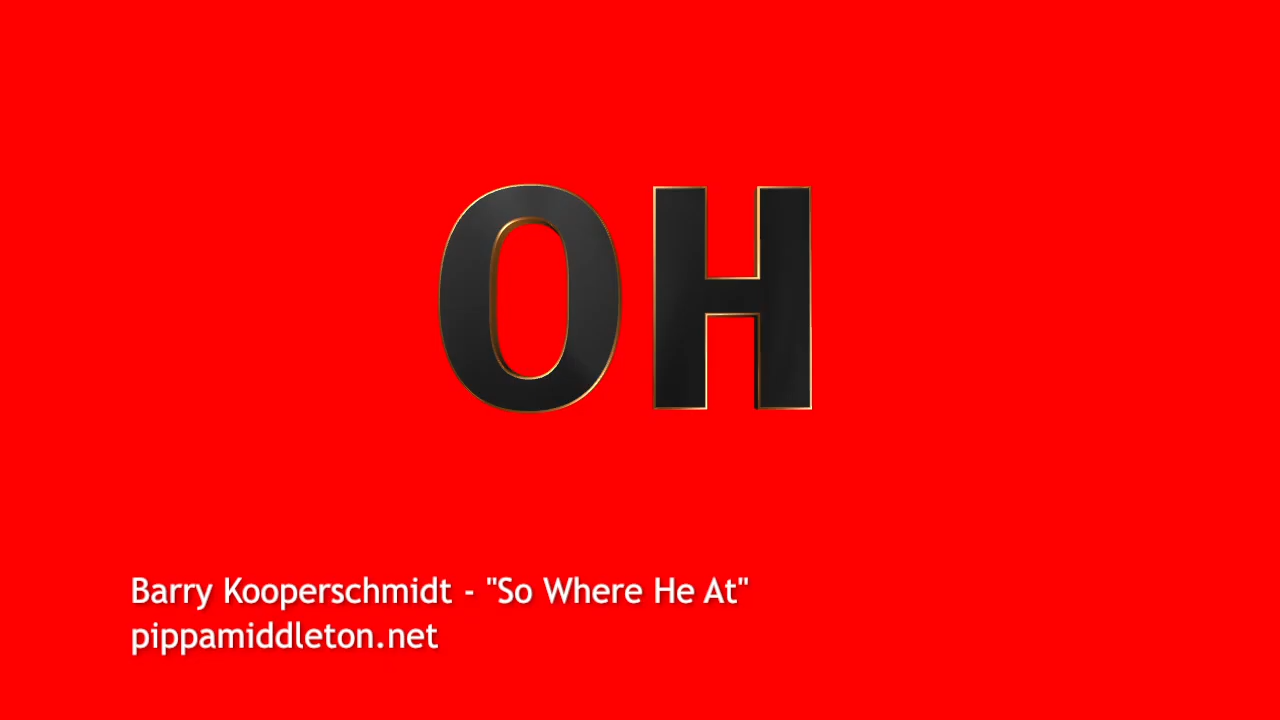 OH
Barry Kooperschmidt - "So Where He At"
pippamiddleton.net